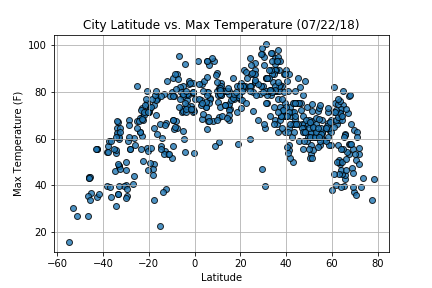 City Latitude vs. Max Temperature (07/22/18)
100
80
60
40
20
Max Temperature (F)
−60 −40 −20 0 20 40 60 80
Latitude